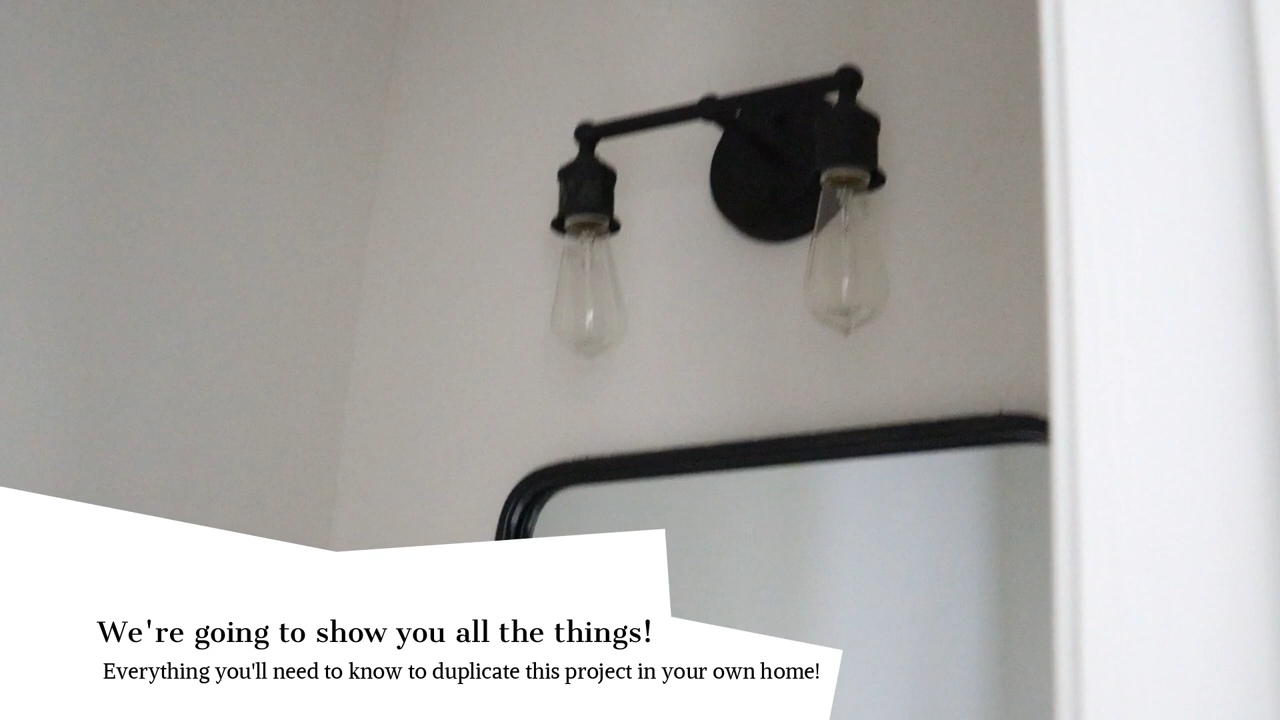 We're going to show you all the things!
Everything you'll need to know to duplicate this project in your own home!